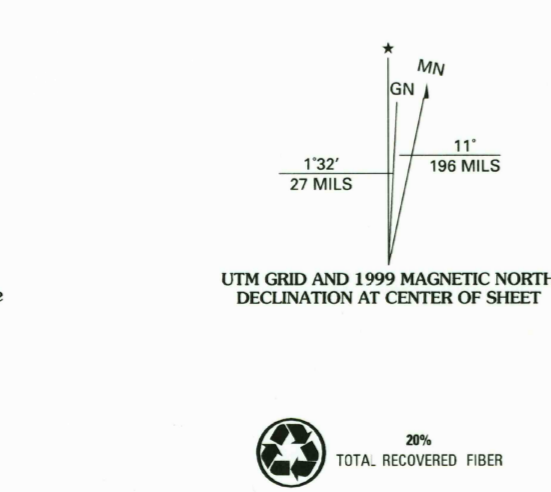 ★
MN
GN
11°
196 MILS
1°32′
27 MILS
UTM GRID AND 1999 MAGNETIC NORTH
DECLINATION AT CENTER OF SHEET
20%
TOTAL RECOVERED FIBER